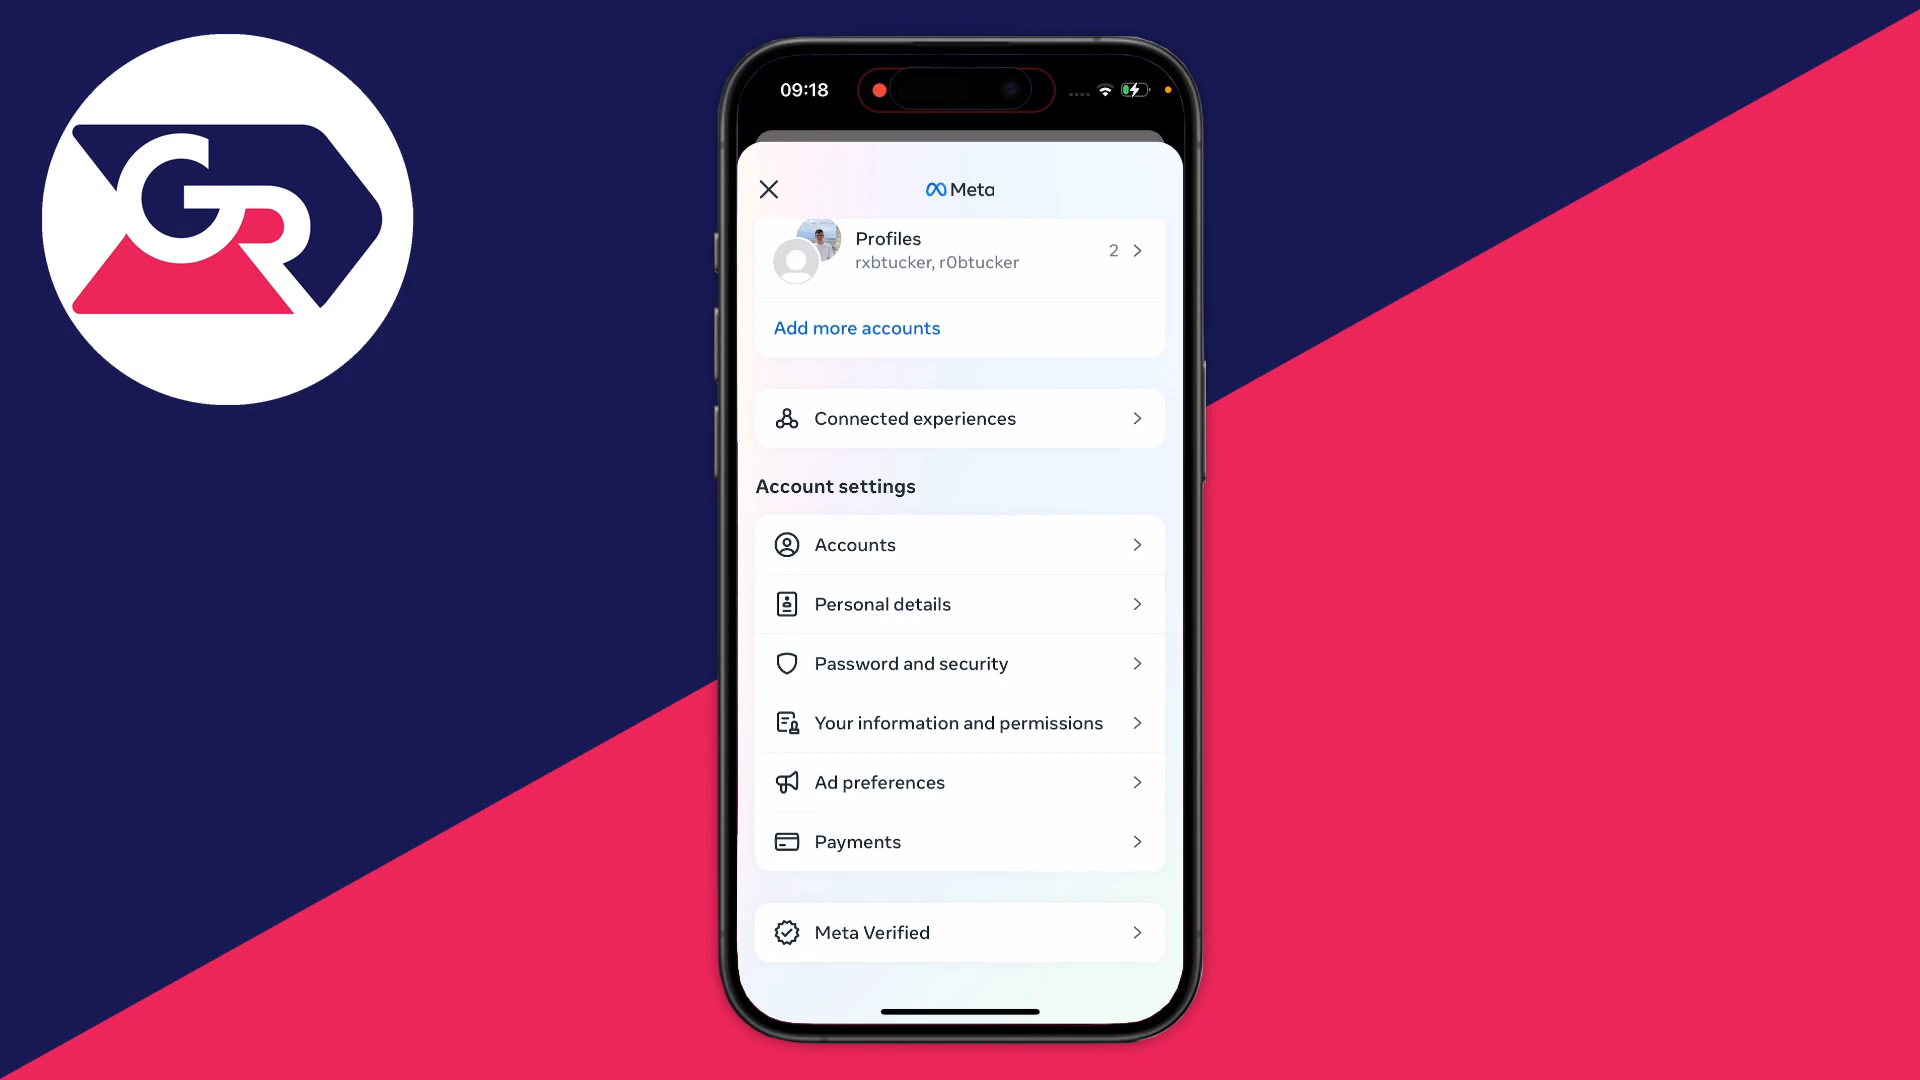 GR
09:18
Meta
Profiles
rxbtucker, r0btucker
2
Add more accounts
Connected experiences
Account settings
Accounts
Personal details
Password and security
Your information and permissions
Ad preferences
Payments
Meta Verified